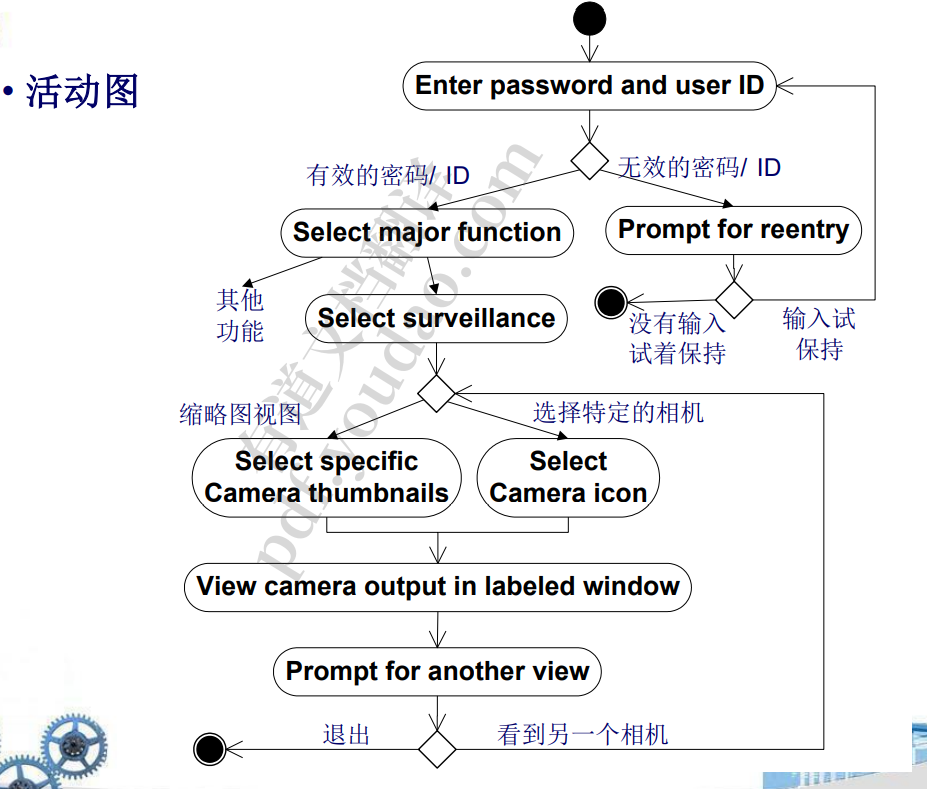 • 活动图
Enter password and user ID
有效的密码/ ID
无效的密码/ ID
Select major function
Prompt for reentry
其他
功能
Select surveillance
没有输入
试着保持
输入试
保持
缩略图视图
选择特定的相机
Select specific
Camera thumbnails
Select
Camera icon
View camera output in labeled window
Prompt for another view
退出
看到另一个相机
有道文档翻译
pdf.youdao.com